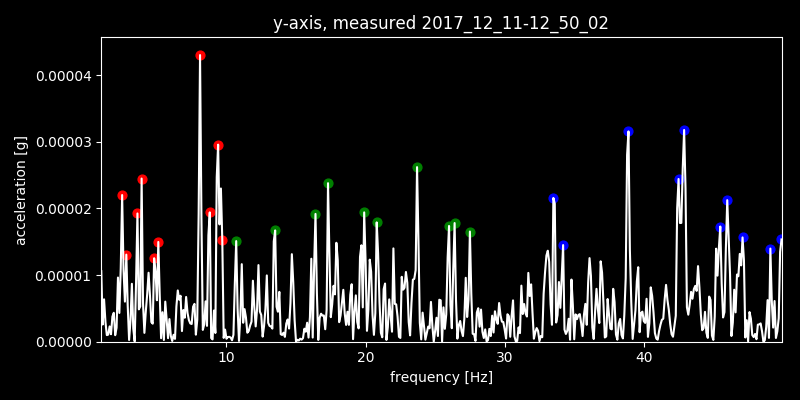 y-axis, measured 2017_12_11-12_50_02
0.00004
0.00003
0.00002
0.00001
0.00000
acceleration [g]
10 20 30 40
frequency [Hz]